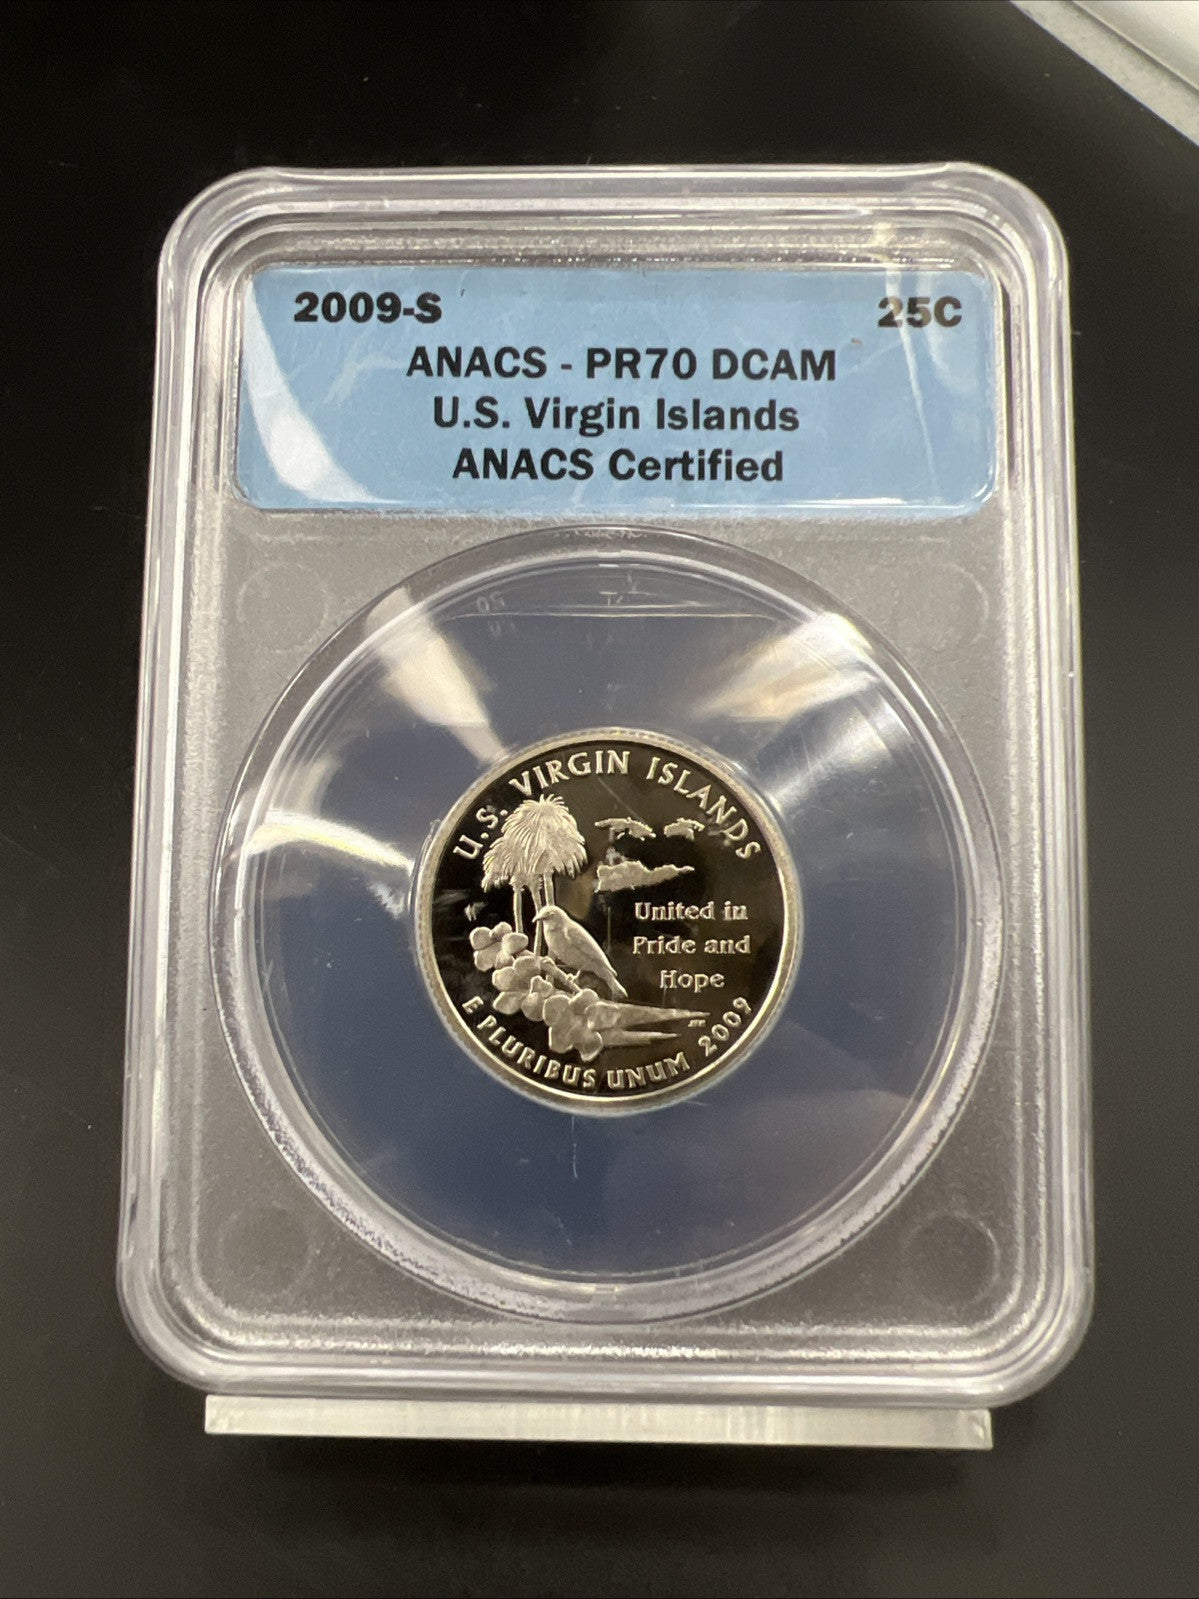 2009-S 25C
ANACS - PR70 DCAM
U.S. Virgin Islands
ANACS Certified
U.S. VIRGIN ISLANDS
United in
Pride and
Hope
E PLURIBUS UNUM 2009